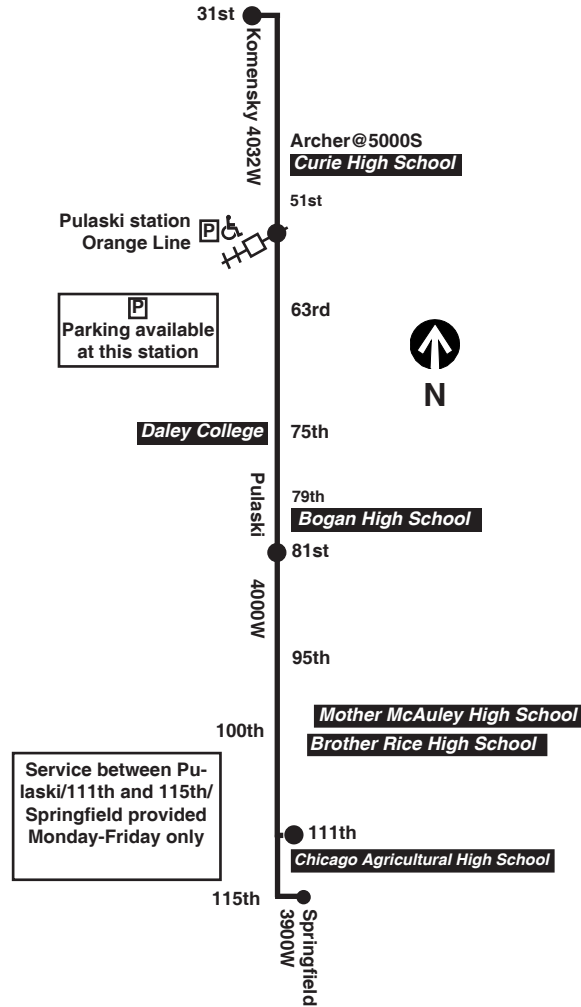 31st
Komensky 4032W
Archer@5000S
Curie High School
51st
Pulaski station
Orange Line
P
63rd
P
Parking available
at this station
N
Daley College
75th
Pulaski
79th
Bogan High School
81st
4000W
95th
Mother McAuley High School
100th
Brother Rice High School
Service between Pu-
laski/111th and 115th/
Springfield provided
Monday-Friday only
111th
Chicago Agricultural High School
115th
Springfield
3900W